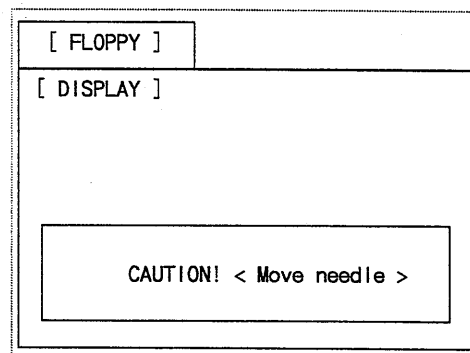 [ FLOPPY ]
[ DISPLAY ]
CAUTION! < Move needle >